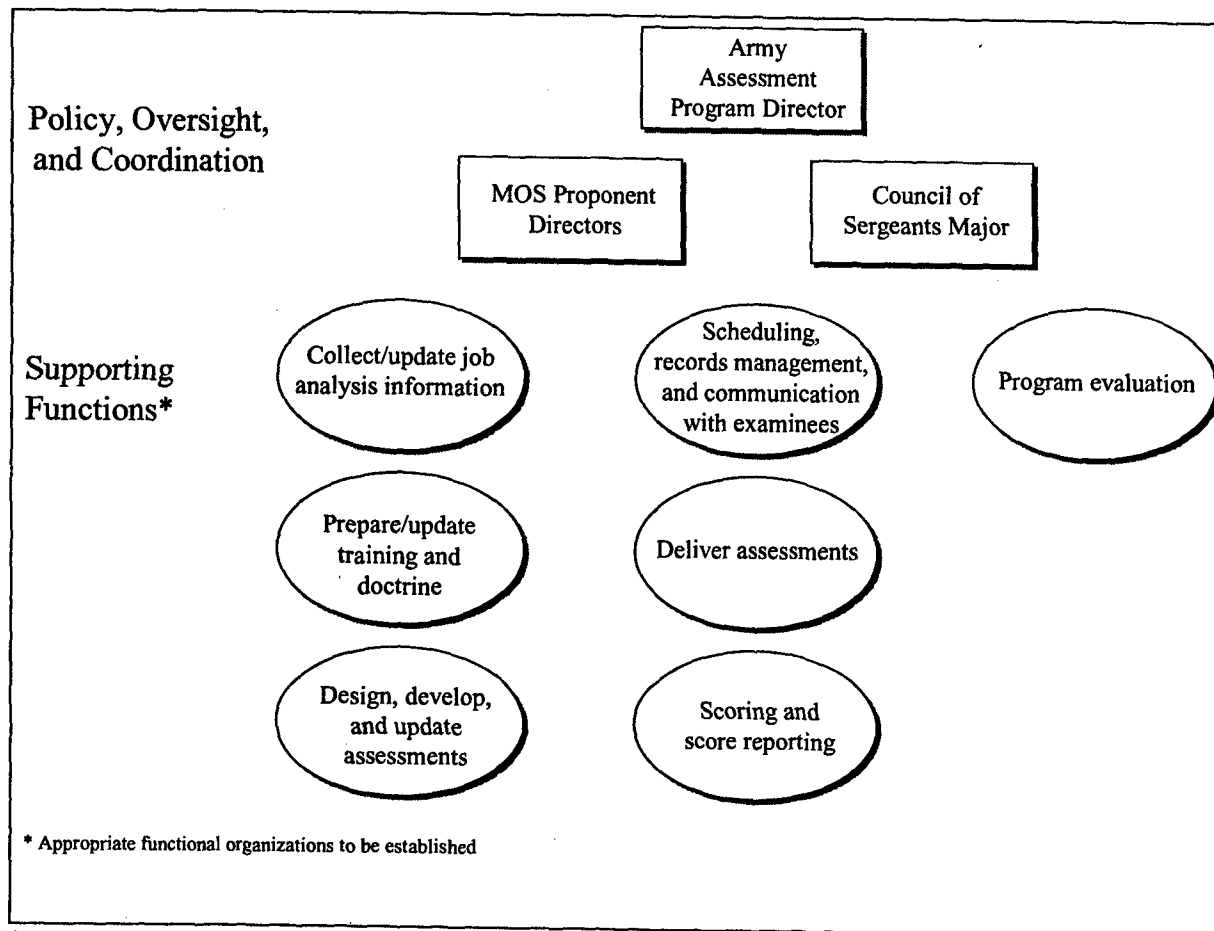 Army
Assessment
Program Director
Policy, Oversight,
and Coordination
MOS Proponent
Directors
Council of
Sergeants Major
Supporting
Functions*
Collect/update job
analysis information
Scheduling,
records management,
and communication
with examinees
Program evaluation
Prepare/update
training and
doctrine
Deliver assessments
Design, develop,
and update
assessments
Scoring and
score reporting
* Appropriate functional organizations to be established